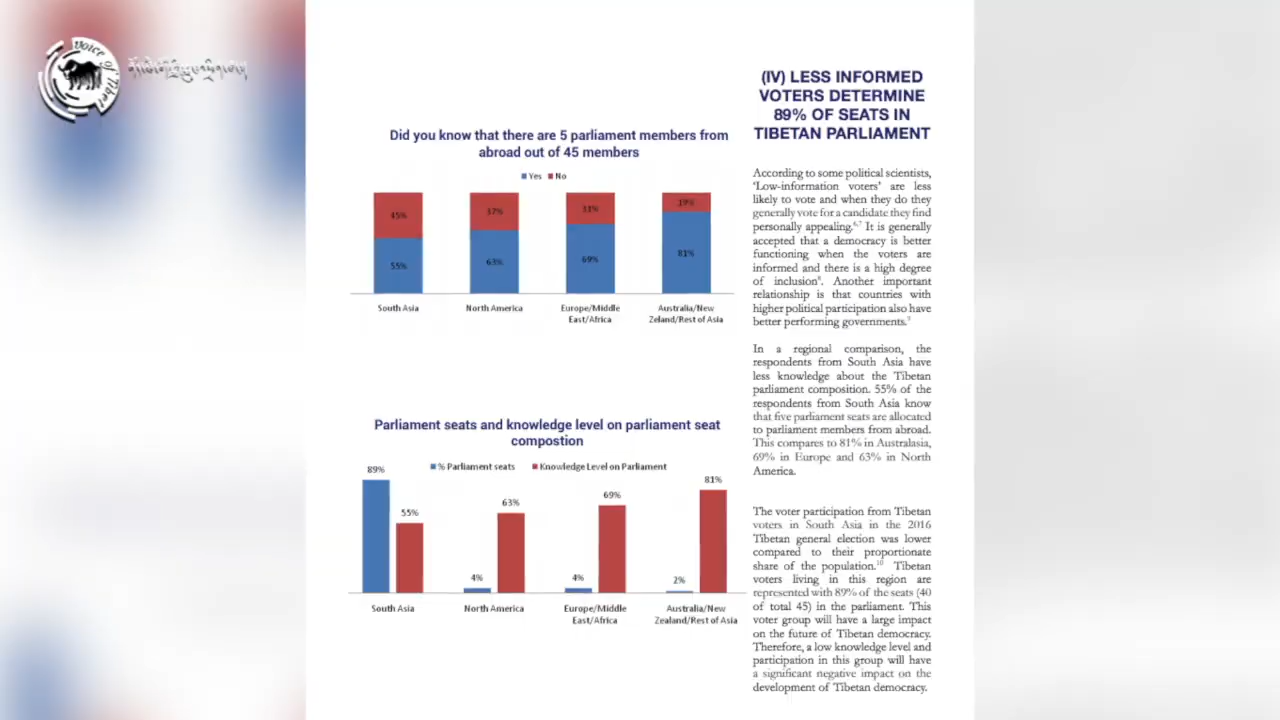 Voice of Tibet
Did you know that there are 5 parliament members from
abroad out of 45 members
Yes No
45% 37% 31% 19%
55% 63% 69% 81%
South Asia North America Europe/Middle East/Africa Australia/New Zeland/Rest of Asia
Parliament seats and knowledge level on parliament seat
compostion
% Parliament seats Knowledge Level on Parliament
89% 55% 4% 63% 4% 69% 2% 81%
South Asia North America Europe/Middle East/Africa Australia/New Zealand/Rest of Asia
(IV) LESS INFORMED
VOTERS DETERMINE
89% OF SEATS IN
TIBETAN PARLIAMENT
According to some political scientists,
‘Low-information voters’ are less
likely to vote and when they do they
generally vote for a candidate they find
personally appealing.6,7 It is generally
accepted that a democracy is better
functioning when the voters are
informed and there is a high degree
of inclusion8. Another important
relationship is that countries with
higher political participation also have
better performing governments.9
In a regional comparison, the
respondents from South Asia have
less knowledge about the Tibetan
parliament composition. 55% of the
respondents from South Asia know
that five parliament seats are allocated
to parliament members from abroad.
This compares to 81% in Australasia,
69% in Europe and 63% in North
America.
The voter participation from Tibetan
voters in South Asia in the 2016
Tibetan general election was lower
compared to their proportionate
share of the population.10 Tibetan
voters living in this region are
represented with 89% of the seats (40
of total 45) in the parliament. This
voter group will have a large impact
on the future of Tibetan democracy.
Therefore, a low knowledge level and
participation in this group will have
a significant negative impact on the
development of Tibetan democracy.